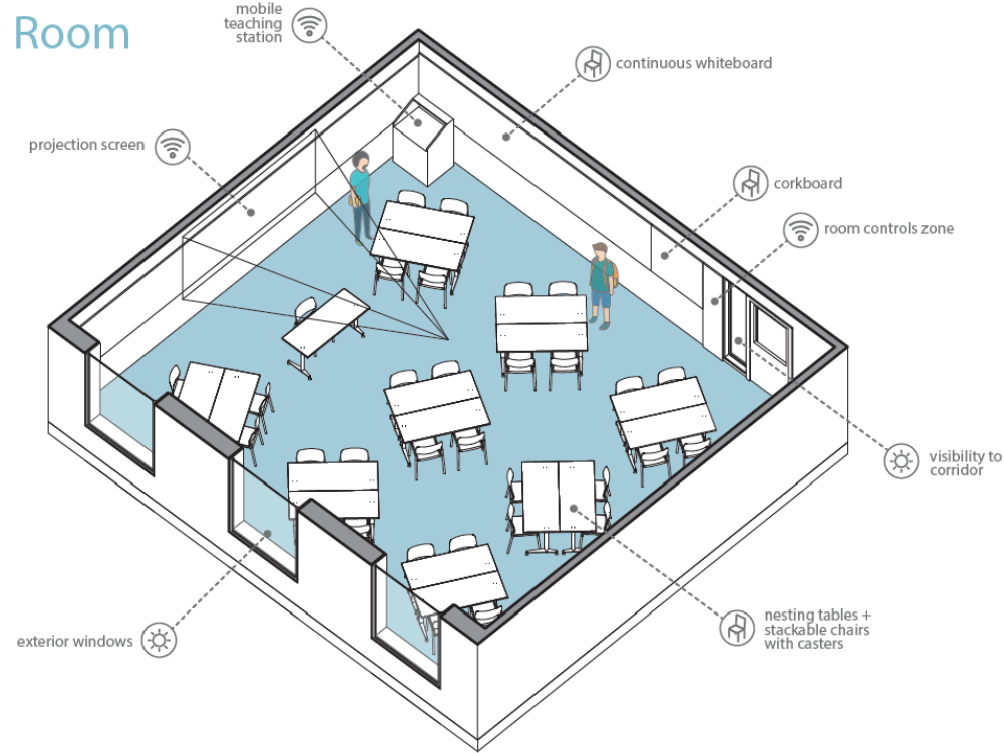 Room
mobile
teaching
station
continuous whiteboard
projection screen
corkboard
room controls zone
visibility to
corridor
nesting tables +
stackable chairs
with casters
exterior windows